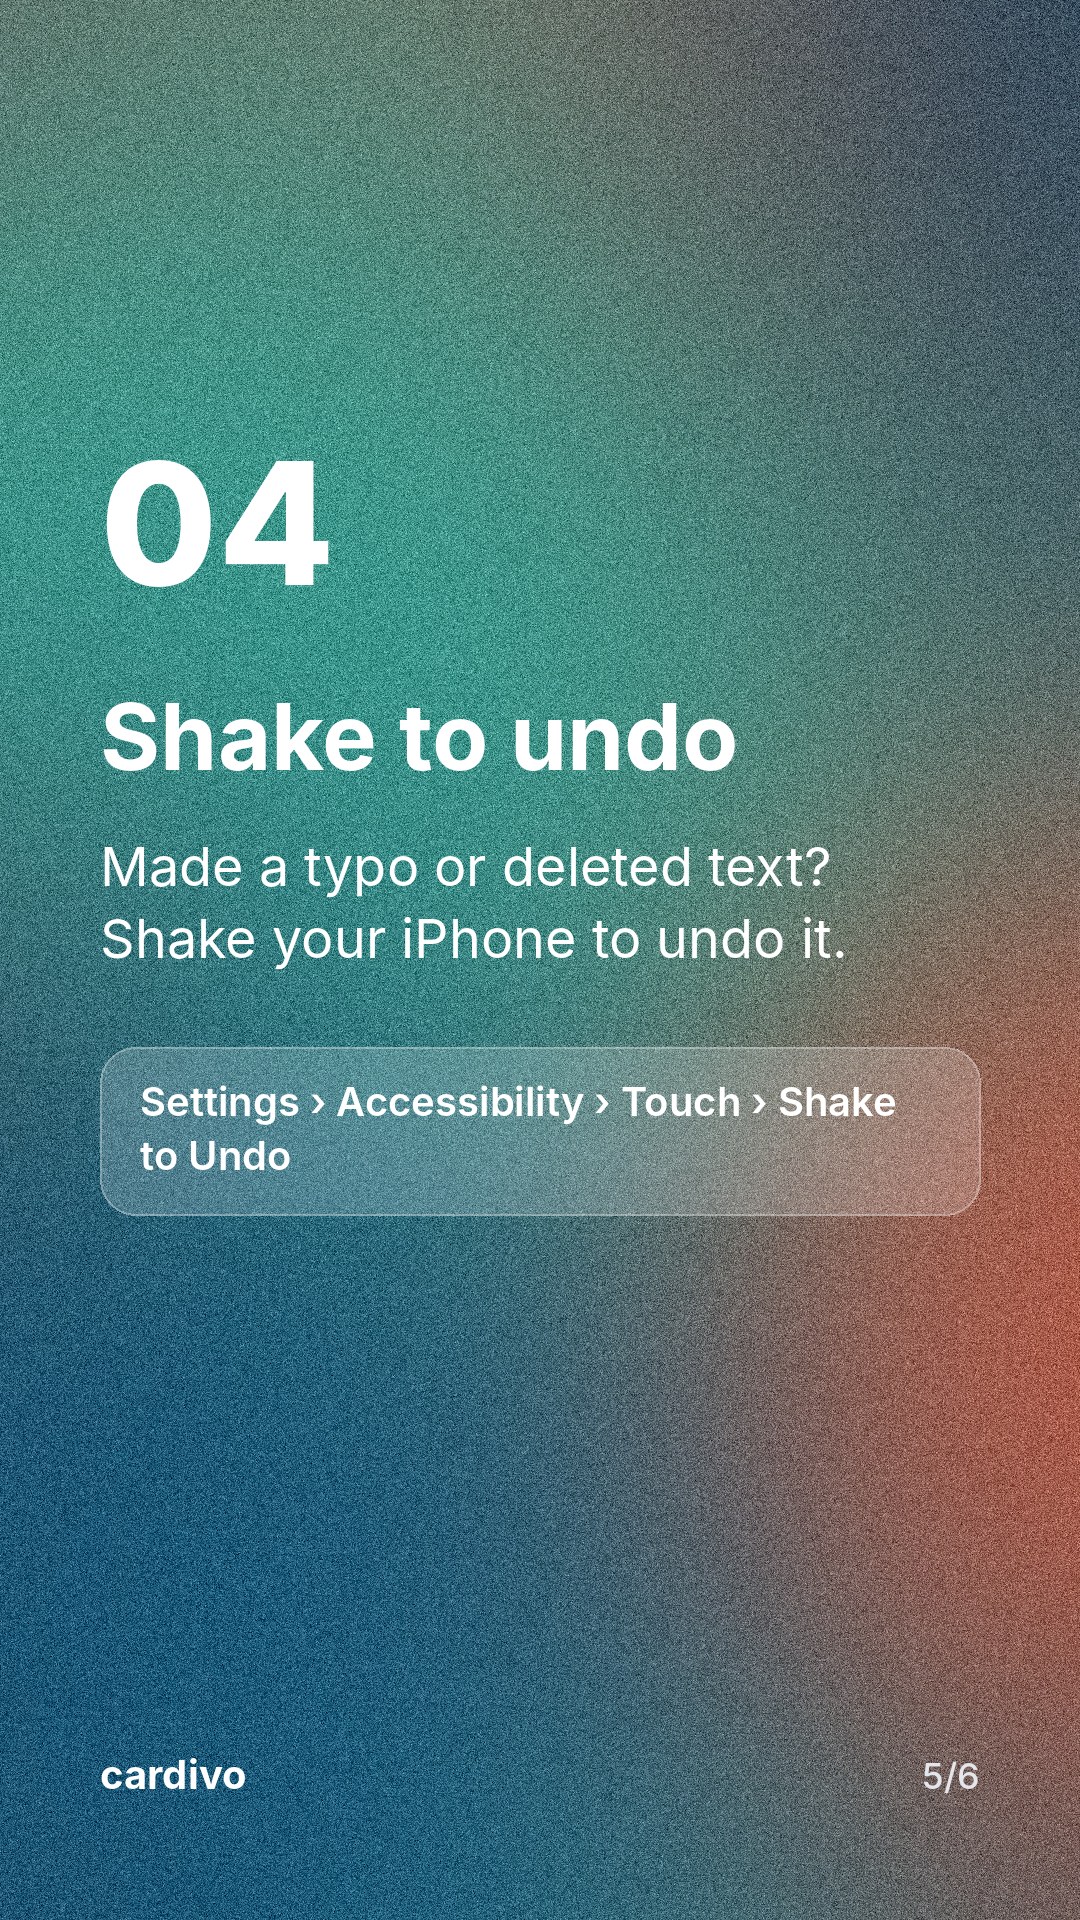 04
Shake to undo
Made a typo or deleted text?
Shake your iPhone to undo it.
Settings › Accessibility › Touch › Shake
to Undo
cardivo
5/6